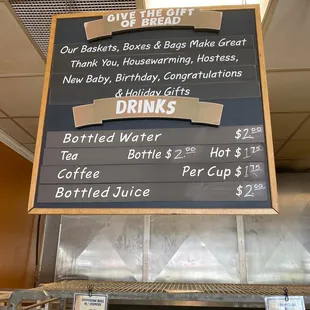 GIVE THE GIFT
OF BREAD
Our Baskets, Boxes & Bags Make Great
Thank You, Housewarming, Hostess,
New Baby, Birthday, Congratulations
& Holiday Gifts
DRINKS
Bottled Water $2.00
Tea Bottle $2.00 Hot $1.75
Coffee Per Cup $1.75
Bottled Juice $2.00